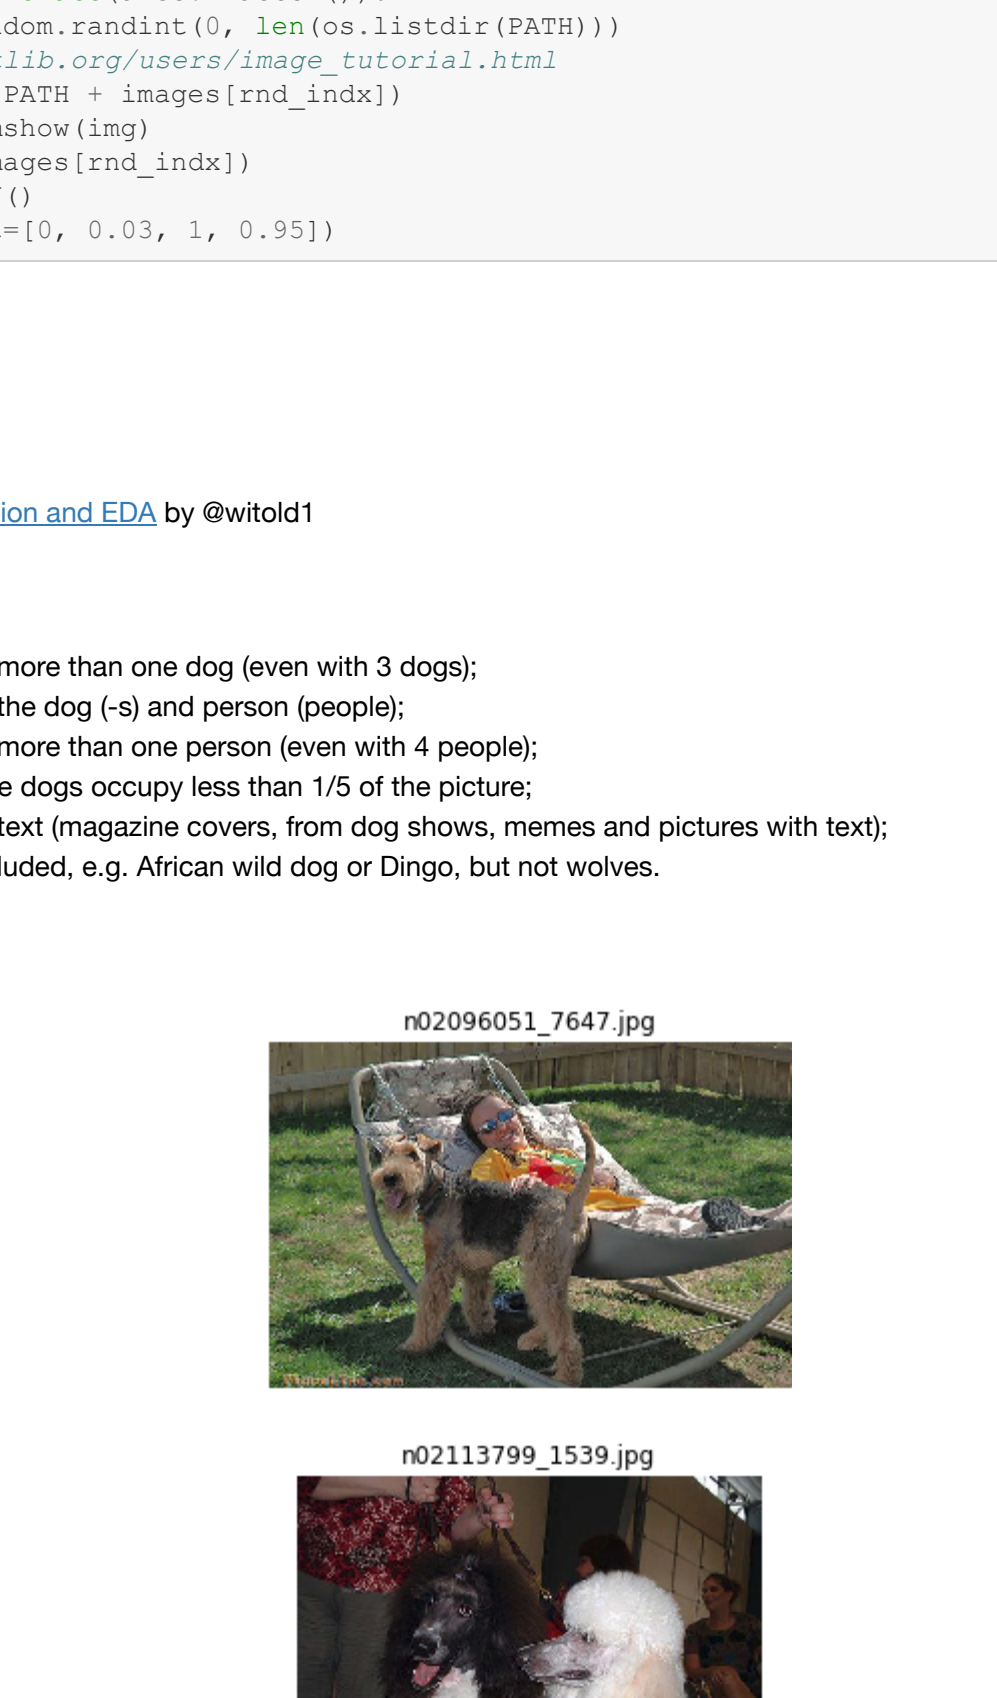 dom.randint(0, len(os.listdir(PATH)))
tlib.org/users/image_tutorial.html
PATH + images[rnd_indx])
show(img)
ages[rnd_indx])
()
=[0, 0.03, 1, 0.95])
ion and EDA by @witold1
more than one dog (even with 3 dogs);
the dog (-s) and person (people);
more than one person (even with 4 people);
e dogs occupy less than 1/5 of the picture;
text (magazine covers, from dog shows, memes and pictures with text);
luded, e.g. African wild dog or Dingo, but not wolves.
n02096051_7647.jpg
n02113799_1539.jpg